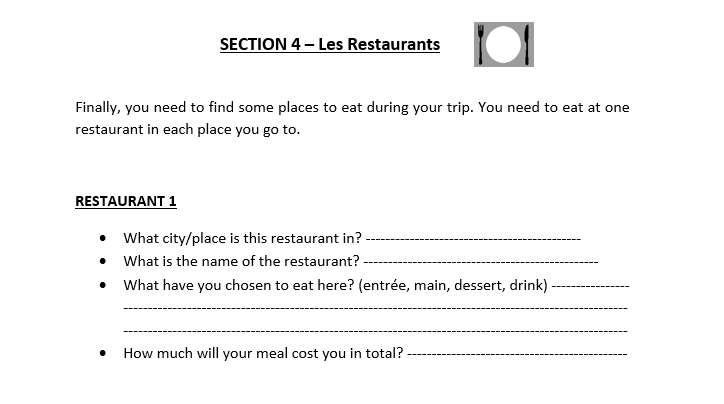 SECTION 4 – Les Restaurants
Finally, you need to find some places to eat during your trip. You need to eat at one
restaurant in each place you go to.
RESTAURANT 1
• What city/place is this restaurant in? --------------------------------------------
• What is the name of the restaurant? ------------------------------------------------
• What have you chosen to eat here? (entrée, main, dessert, drink) ----------------
-------------------------------------------------------------------------------------------------------
-------------------------------------------------------------------------------------------------------
• How much will your meal cost you in total? ---------------------------------------------